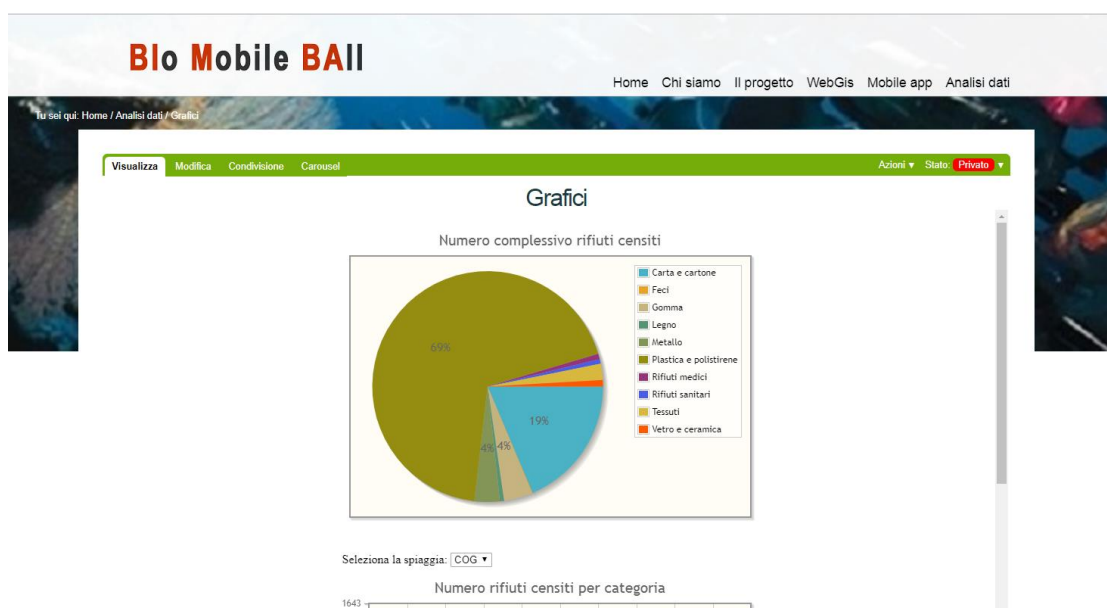 BIo Mobile BAll
Home Chi siamo Il progetto WebGis Mobile app Analisi dati
Tu sei qui: Home / Analisi dati / Grafici
Visualizza Modifica Condivisione Carousel Azioni ▾ Stato: Privato ▾
Grafici
Numero complessivo rifiuti censiti
Carta e cartone
Feci
Gomma
Legno
Metallo
Plastica e polistirene
Rifiuti medici
Rifiuti sanitari
Tessuti
Vetro e ceramica
69%
19%
4% 4%
Seleziona la spiaggia: COG ▾
Numero rifiuti censiti per categoria
1643